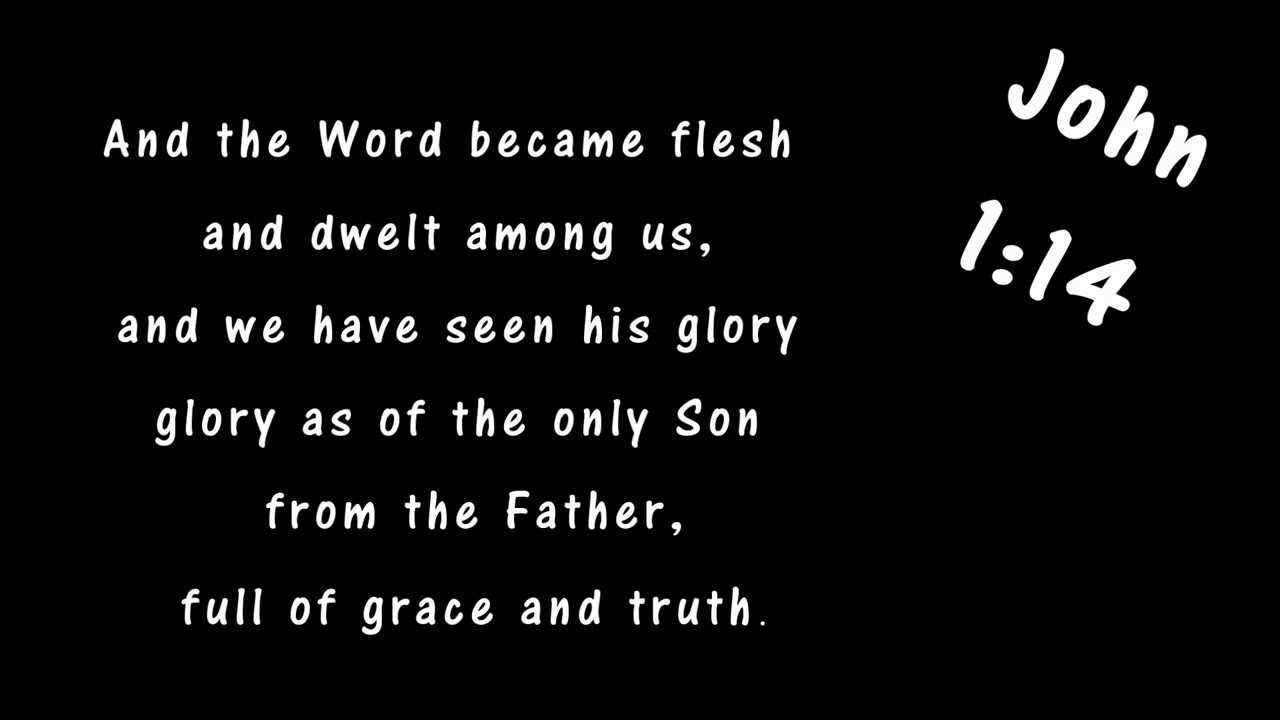 And the Word became flesh
and dwelt among us,
and we have seen his glory
glory as of the only Son
from the Father,
full of grace and truth.
John
1:14